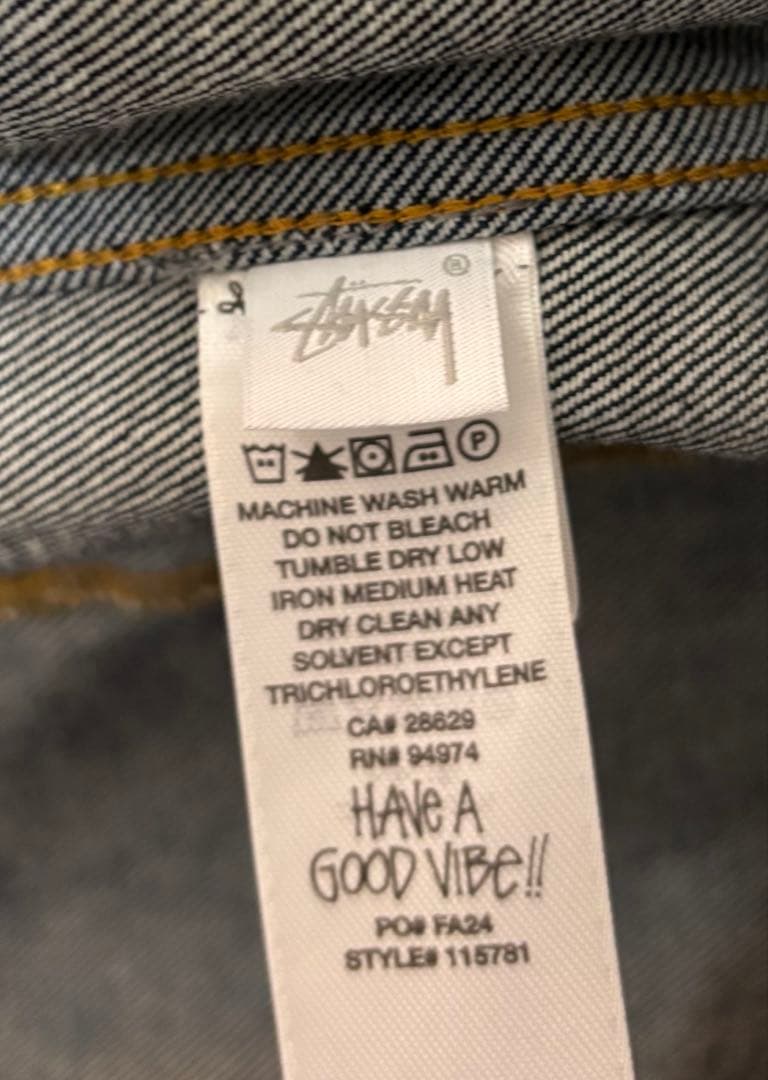 Stüssy
®
P
MACHINE WASH WARM
DO NOT BLEACH
TUMBLE DRY LOW
IRON MEDIUM HEAT
DRY CLEAN ANY
SOLVENT EXCEPT
TRICHLOROETHYLENE
CA# 28629
RN# 94974
HAVE A
GOOD VIBE!!
PO# FA24
STYLE# 115781